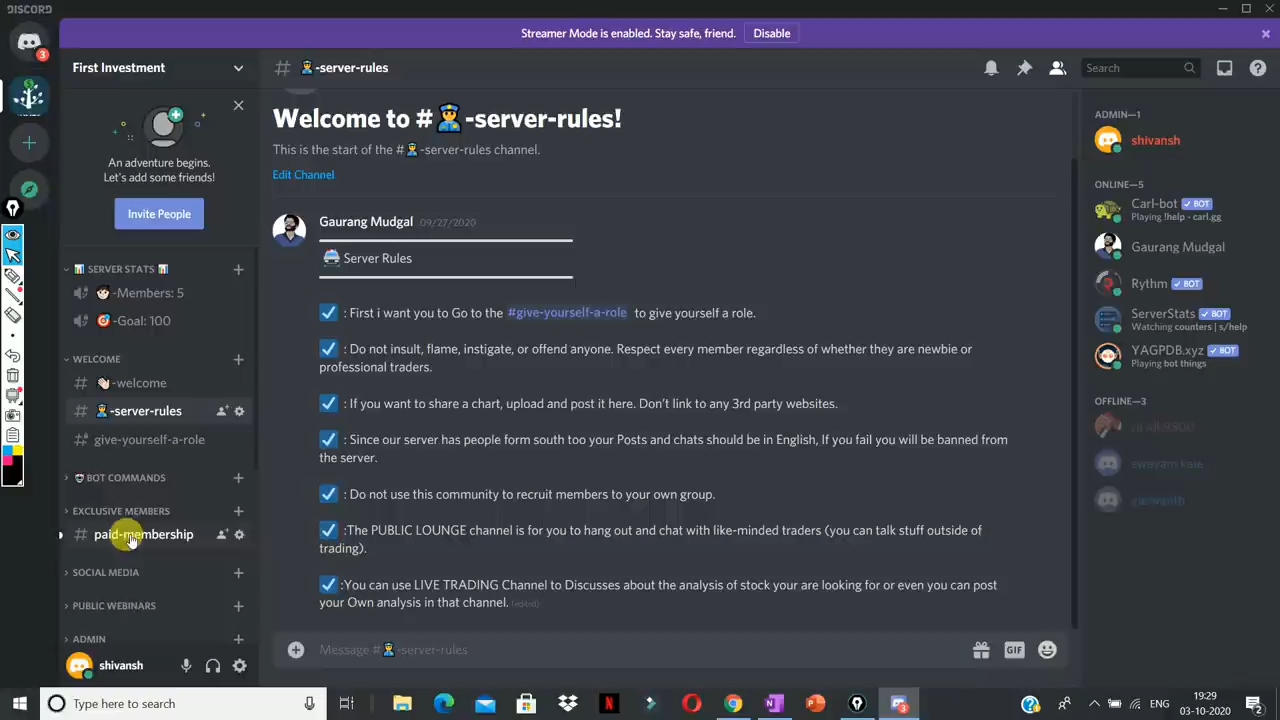 DISCORD
Streamer Mode is enabled. Stay safe, friend.
Disable
3
First Investment
An adventure begins.
Let's add some friends!
Invite People
SERVER STATS
-Members: 5
-Goal: 100
WELCOME
-welcome
-server-rules
give-yourself-a-role
BOT COMMANDS
EXCLUSIVE MEMBERS
paid-membership
SOCIAL MEDIA
PUBLIC WEBINARS
ADMIN
shivansh
-server-rules
Search
Welcome to #-server-rules!
This is the start of the #-server-rules channel.
Edit Channel
Gaurang Mudgal 09/27/2020
Server Rules
: First i want you to Go to the #give-yourself-a-role to give yourself a role.
: Do not insult, flame, instigate, or offend anyone. Respect every member regardless of whether they are newbie or
professional traders.
: If you want to share a chart, upload and post it here. Don't link to any 3rd party websites.
: Since our server has people form south too your Posts and chats should be in English, If you fail you will be banned from
the server.
: Do not use this community to recruit members to your own group.
:The PUBLIC LOUNGE channel is for you to hang out and chat with like-minded traders (you can talk stuff outside of
trading).
:You can use LIVE TRADING Channel to Discusses about the analysis of stock your are looking for or even you can post
your Own analysis in that channel. (edited)
Message #-server-rules
GIF
ADMIN—1
shivansh
ONLINE—5
Carl-bot BOT
Playing !help - carl.gg
Gaurang Mudgal
Rythm BOT
ServerStats BOT
Watching counters | s/help
YAGPDB.xyz BOT
Playing bot things
OFFLINE—3
Type here to search
ENG
19:29
03-10-2020